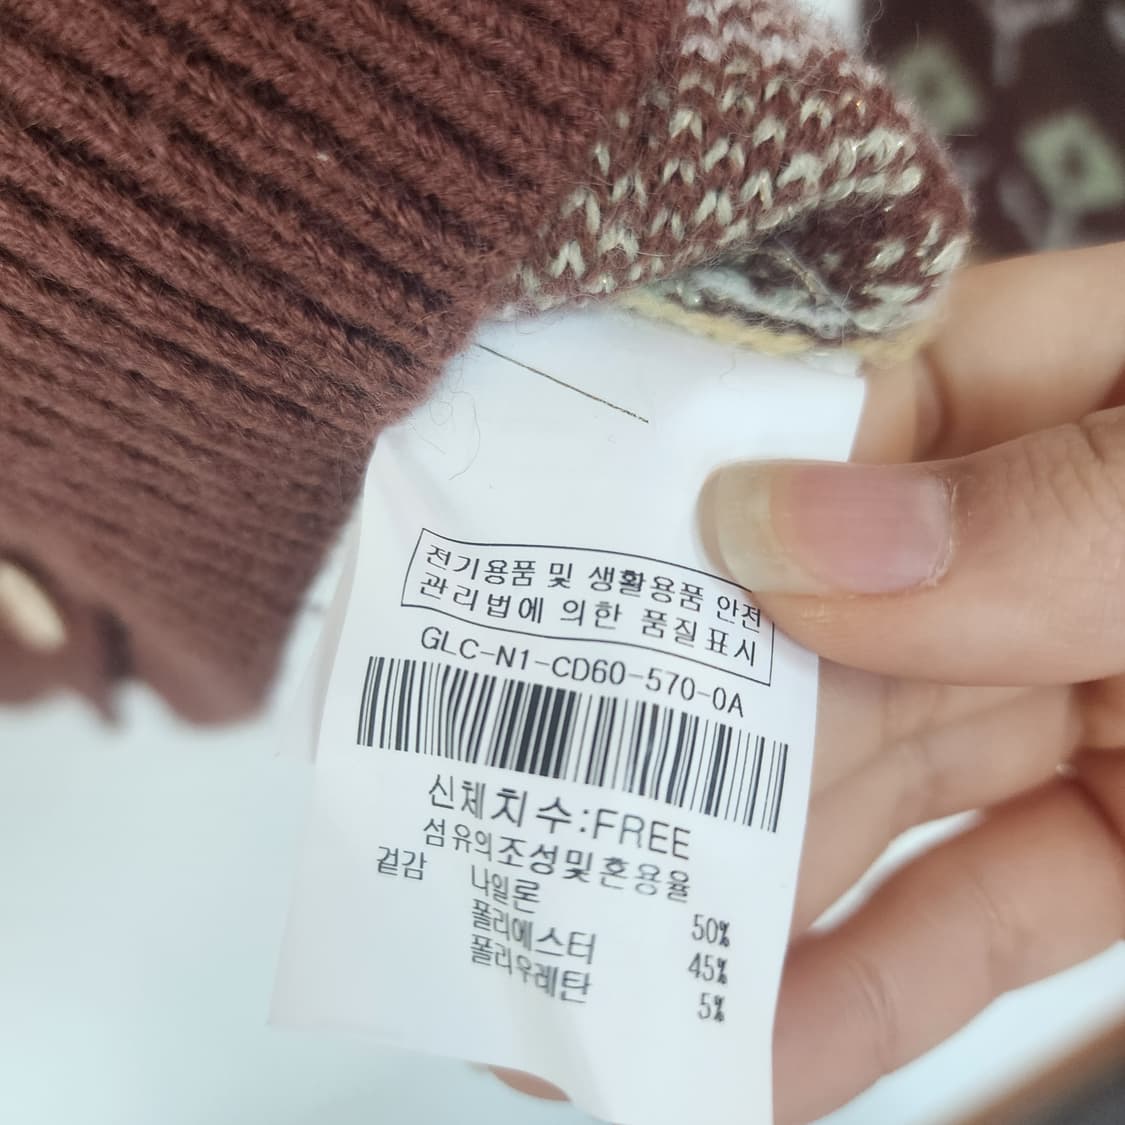 전기용품 및 생활용품 안전
관리법에 의한 품질표시
GLC-N1-CD60-570-0A
신체치수:FREE
섬유의조성및혼용율
겉감 나일론 50%
폴리에스터 45%
폴리우레탄 5%